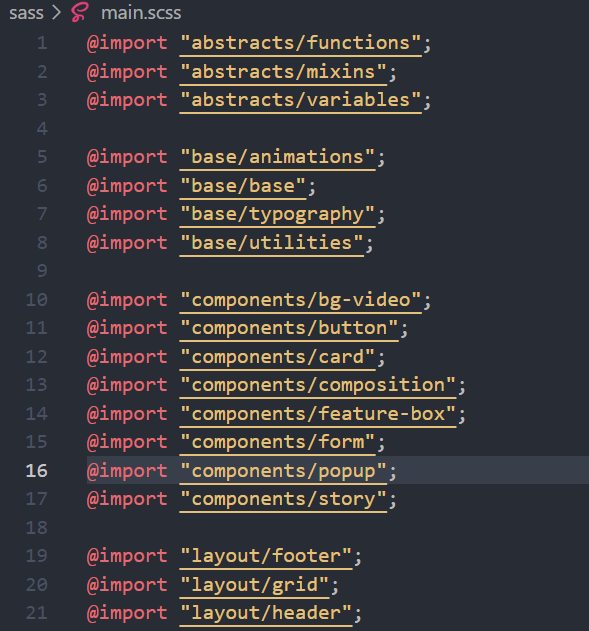 sass > main.scss
1 @import "abstracts/functions";
2 @import "abstracts/mixins";
3 @import "abstracts/variables";
4
5 @import "base/animations";
6 @import "base/base";
7 @import "base/typography";
8 @import "base/utilities";
9
10 @import "components/bg-video";
11 @import "components/button";
12 @import "components/card";
13 @import "components/composition";
14 @import "components/feature-box";
15 @import "components/form";
16 @import "components/popup";
17 @import "components/story";
18
19 @import "layout/footer";
20 @import "layout/grid";
21 @import "layout/header";